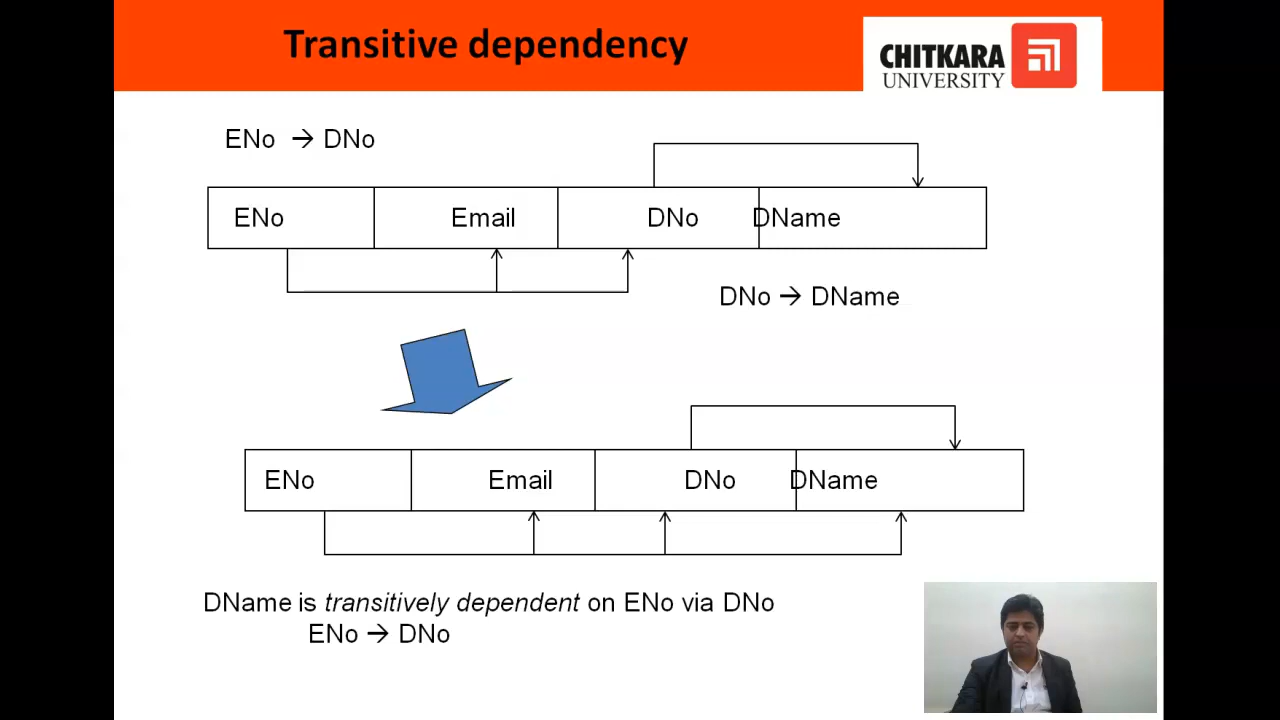 Transitive dependency
CHITKARA
UNIVERSITY
ENo → DNo
ENo Email DNo DName
DNo → DName
ENo Email DNo DName
DName is transitively dependent on ENo via DNo
ENo → DNo